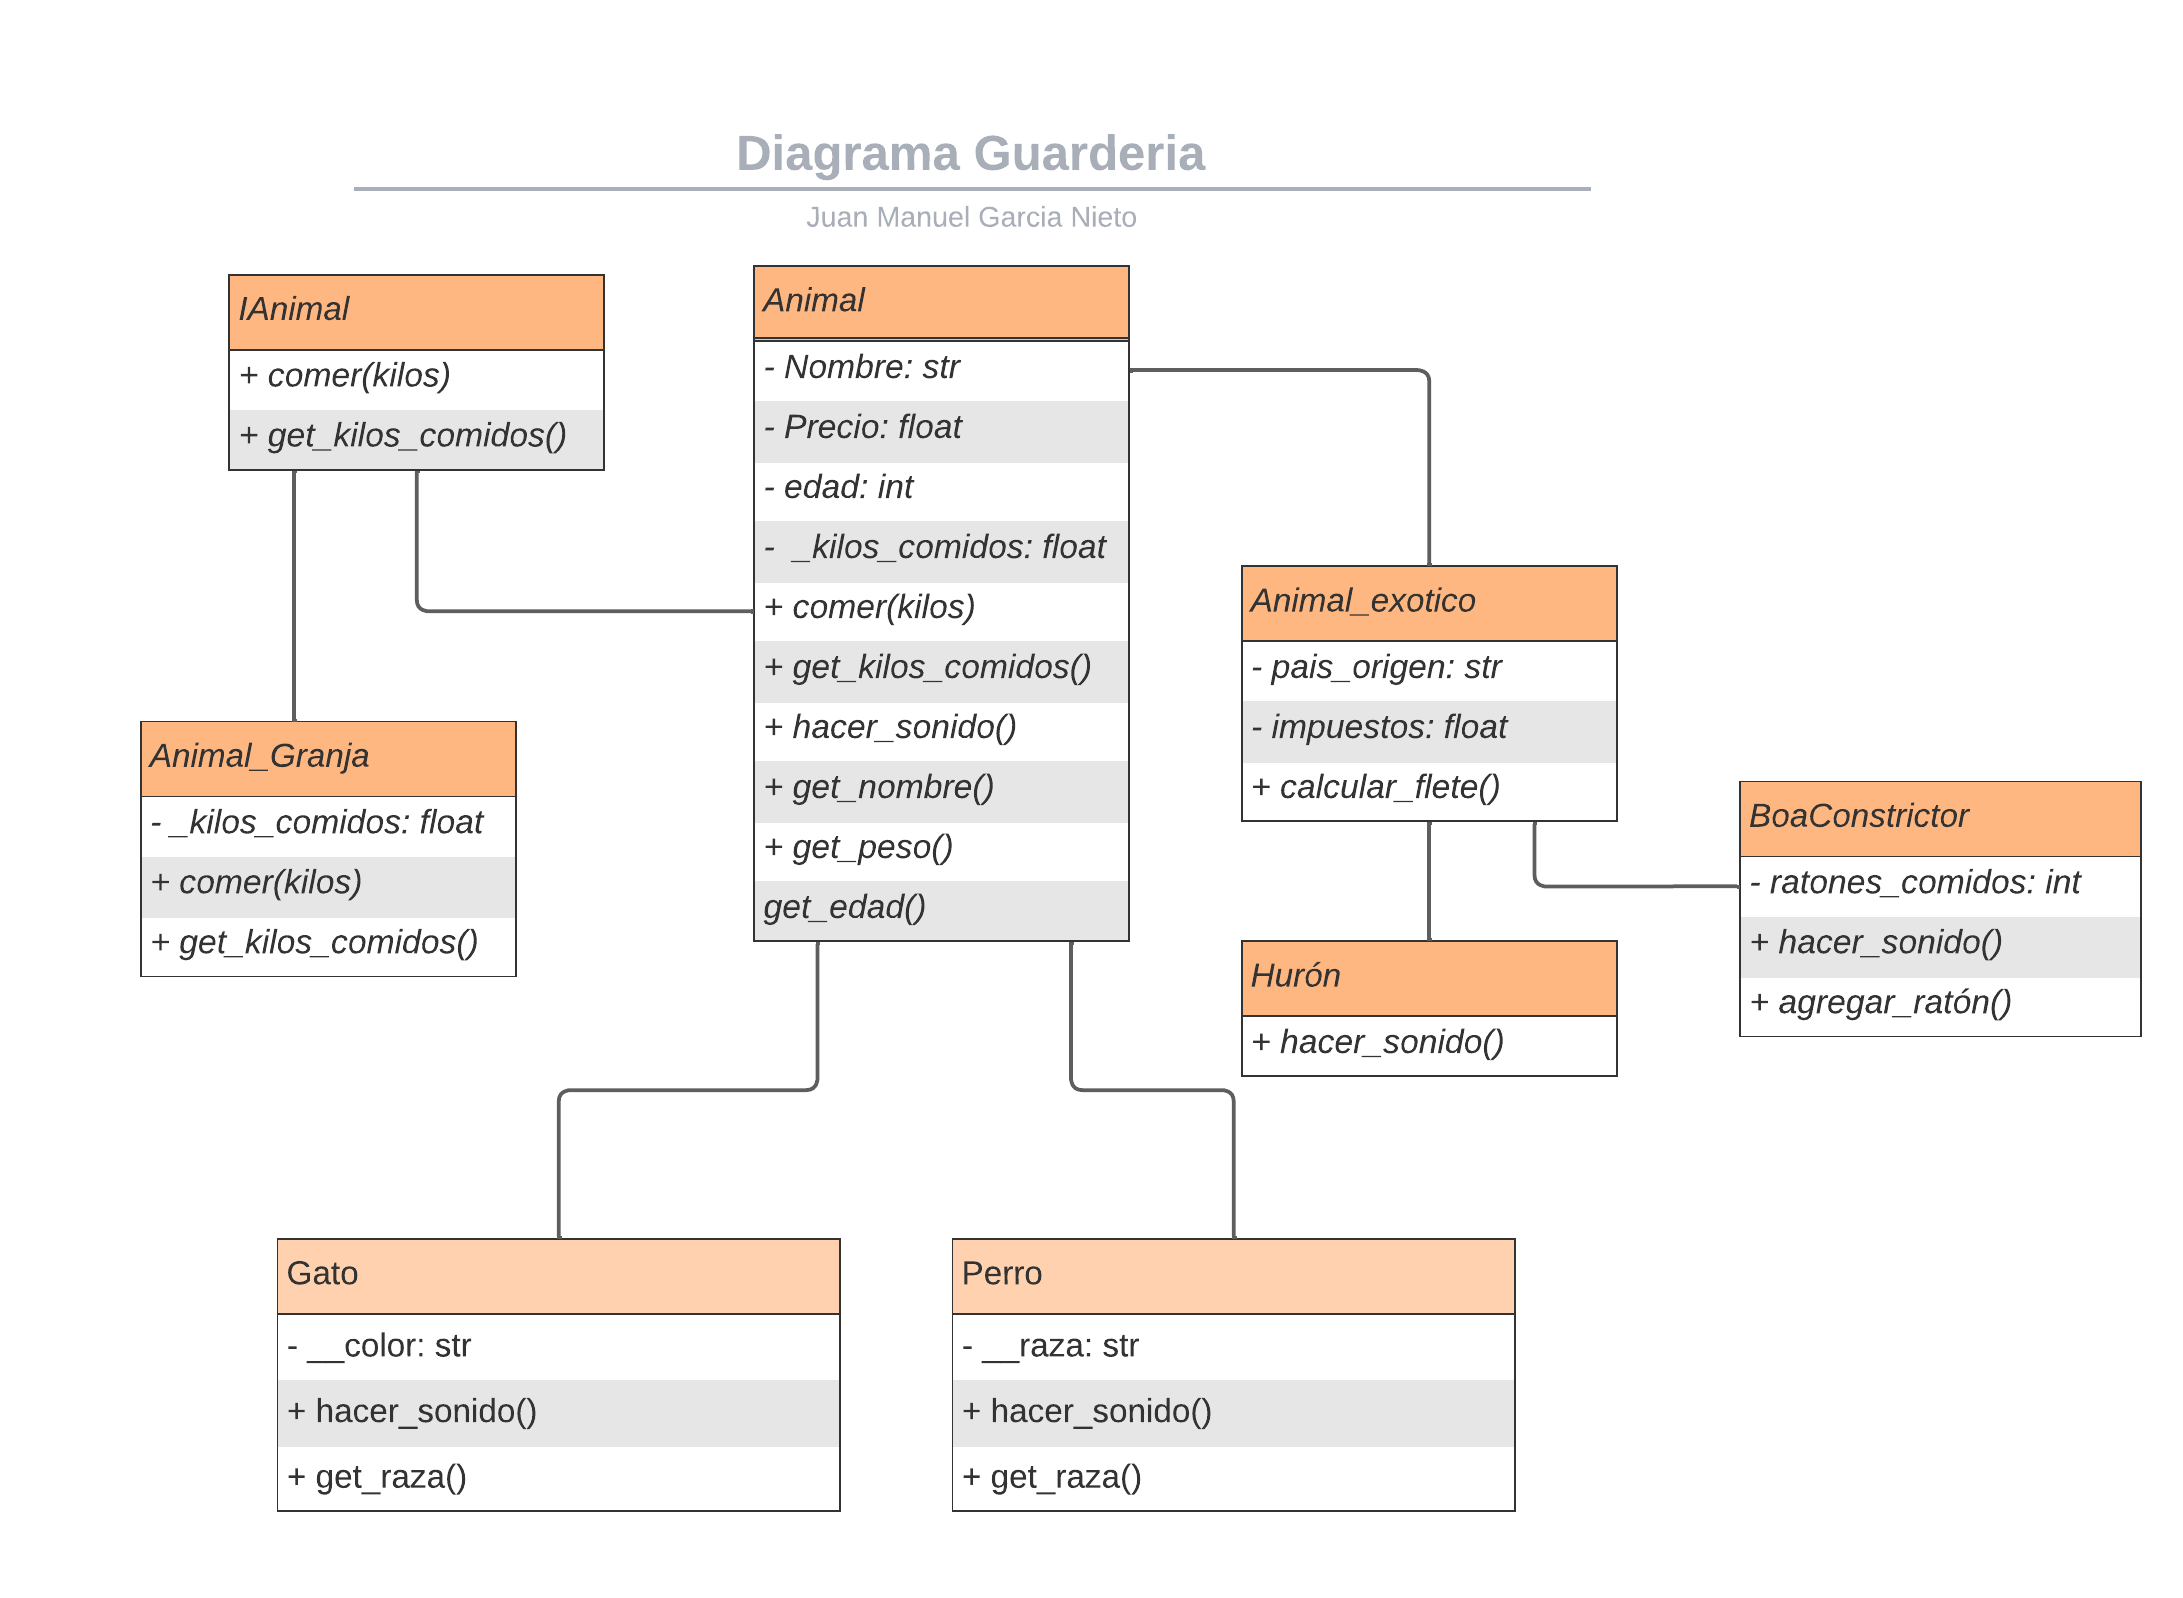 Diagrama Guarderia
Juan Manuel Garcia Nieto
IAnimal
+ comer(kilos)
+ get_kilos_comidos()
Animal
- Nombre: str
- Precio: float
- edad: int
- _kilos_comidos: float
+ comer(kilos)
+ get_kilos_comidos()
+ hacer_sonido()
+ get_nombre()
+ get_peso()
get_edad()
Animal_exotico
- pais_origen: str
- impuestos: float
+ calcular_flete()
Animal_Granja
- _kilos_comidos: float
+ comer(kilos)
+ get_kilos_comidos()
BoaConstrictor
- ratones_comidos: int
+ hacer_sonido()
+ agregar_ratón()
Hurón
+ hacer_sonido()
Gato
- __color: str
+ hacer_sonido()
+ get_raza()
Perro
- __raza: str
+ hacer_sonido()
+ get_raza()